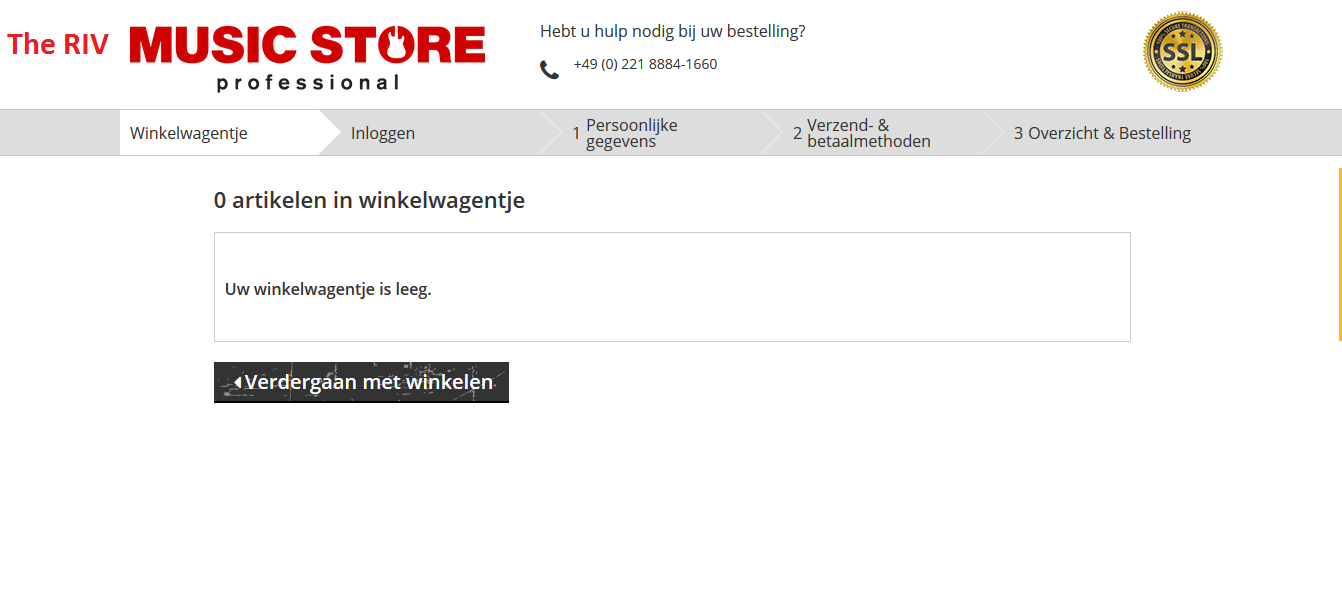 The RIV
MUSIC STORE
professional
Hebt u hulp nodig bij uw bestelling?
+49 (0) 221 8884-1660
SSL
Winkelwagentje
Inloggen
1 Persoonlijke
gegevens
2 Verzend- &
betaalmethoden
3 Overzicht & Bestelling
0 artikelen in winkelwagentje
Uw winkelwagentje is leeg.
Verdergaan met winkelen